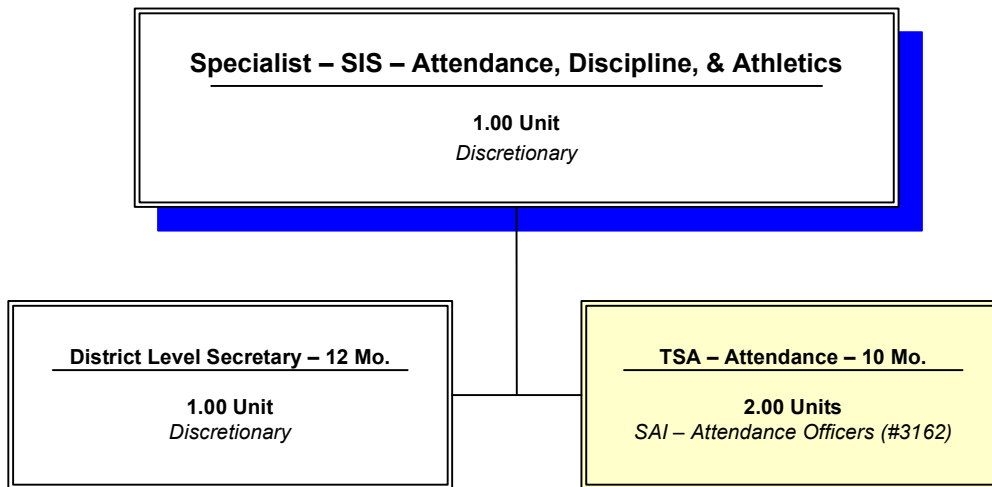 Specialist – SIS – Attendance, Discipline, & Athletics
1.00 Unit
Discretionary
District Level Secretary – 12 Mo.
1.00 Unit
Discretionary
TSA – Attendance – 10 Mo.
2.00 Units
SAI – Attendance Officers (#3162)